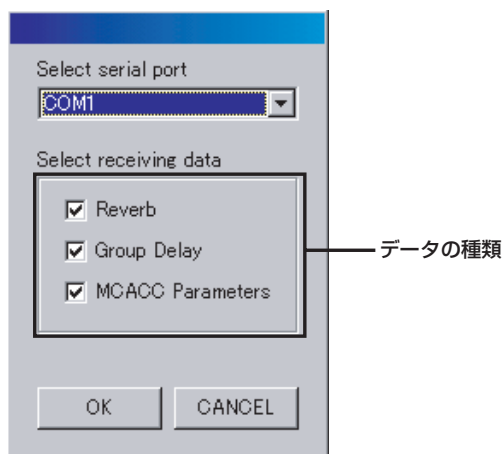 Select serial port
COM1
Select receiving data
Reverb
Group Delay
データの種類
MCACC Parameters
OK
CANCEL